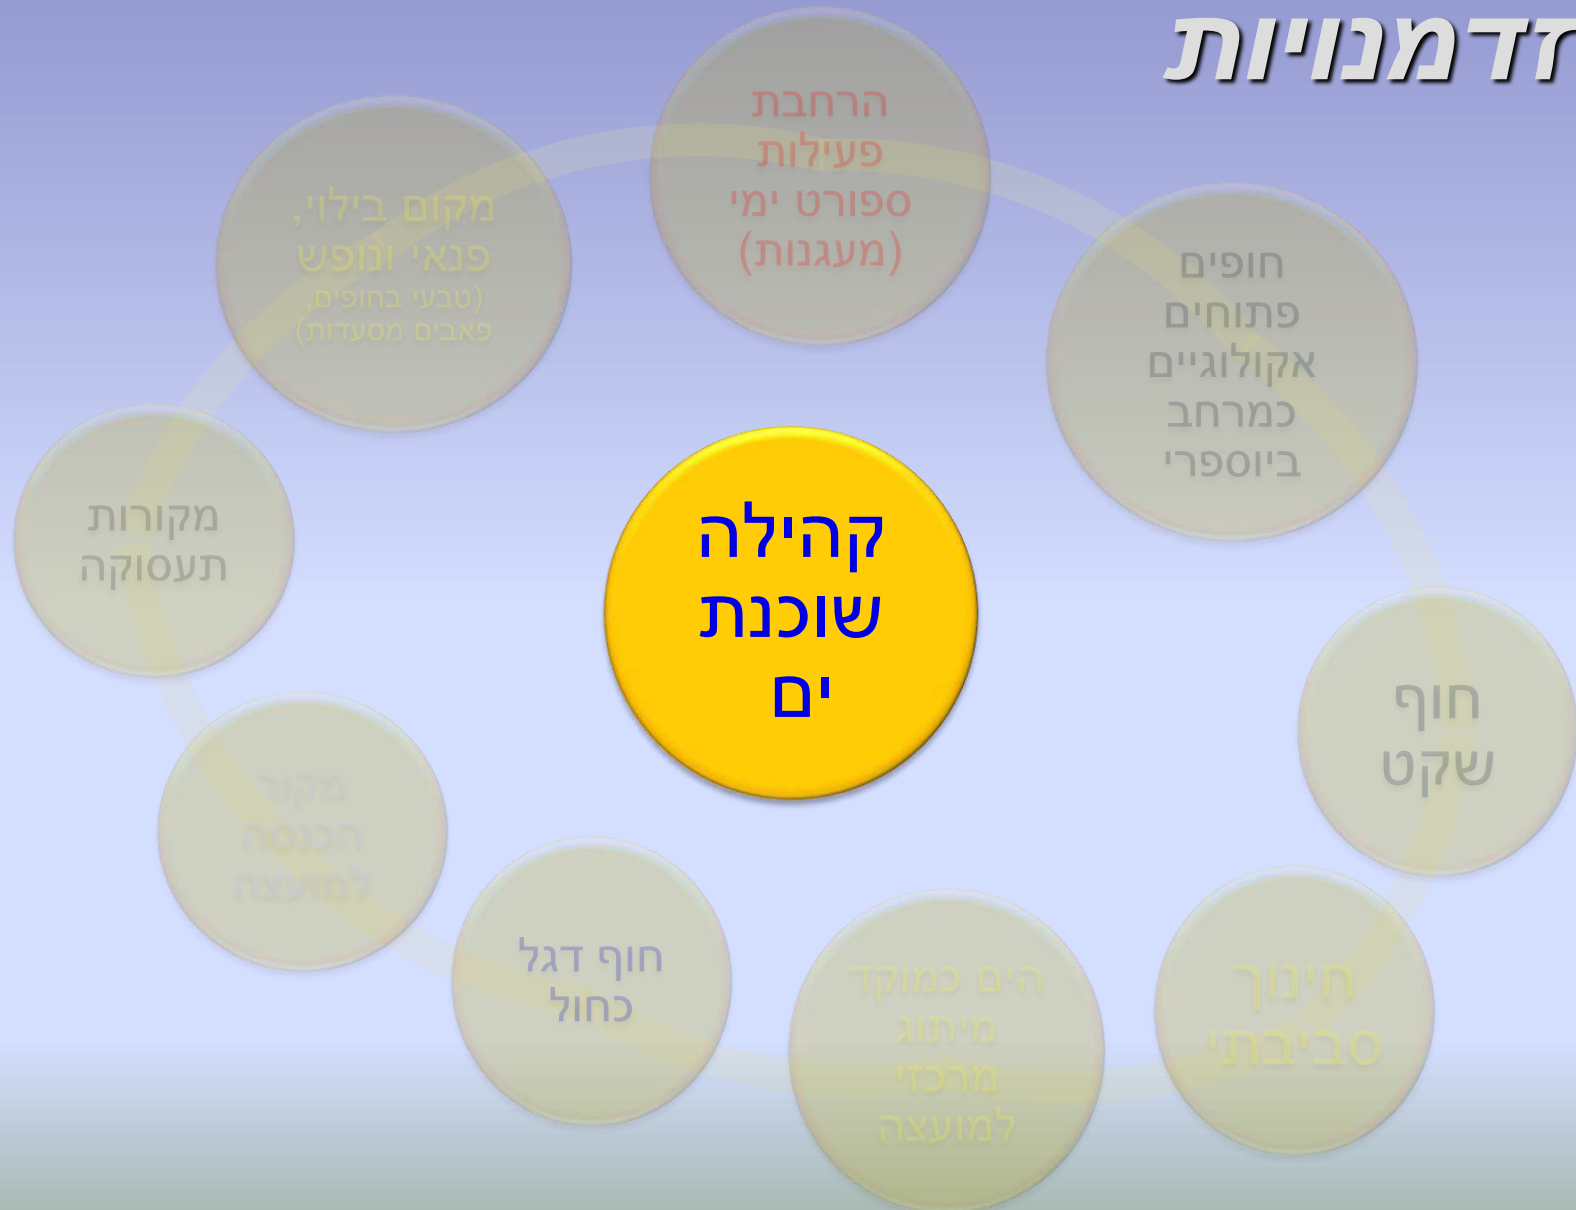 זדמנויות
הרחבת
פעילות
ספורט ימי
(מעגנות)
מקום בילוי,
פנאי ונופש
(טבעי בחופים,
פאבים מסעדות)
חופים
פתוחים
אקולוגיים
כמרחב
ביוספרי
מקורות
תעסוקה
קהילה
שוכנת
ים
חוף
שקט
מקור
הכנסה
למועצה
חוף דגל
כחול
הים כמוקד
מיתוג
מרכזי
למועצה
חינוך
סביבתי